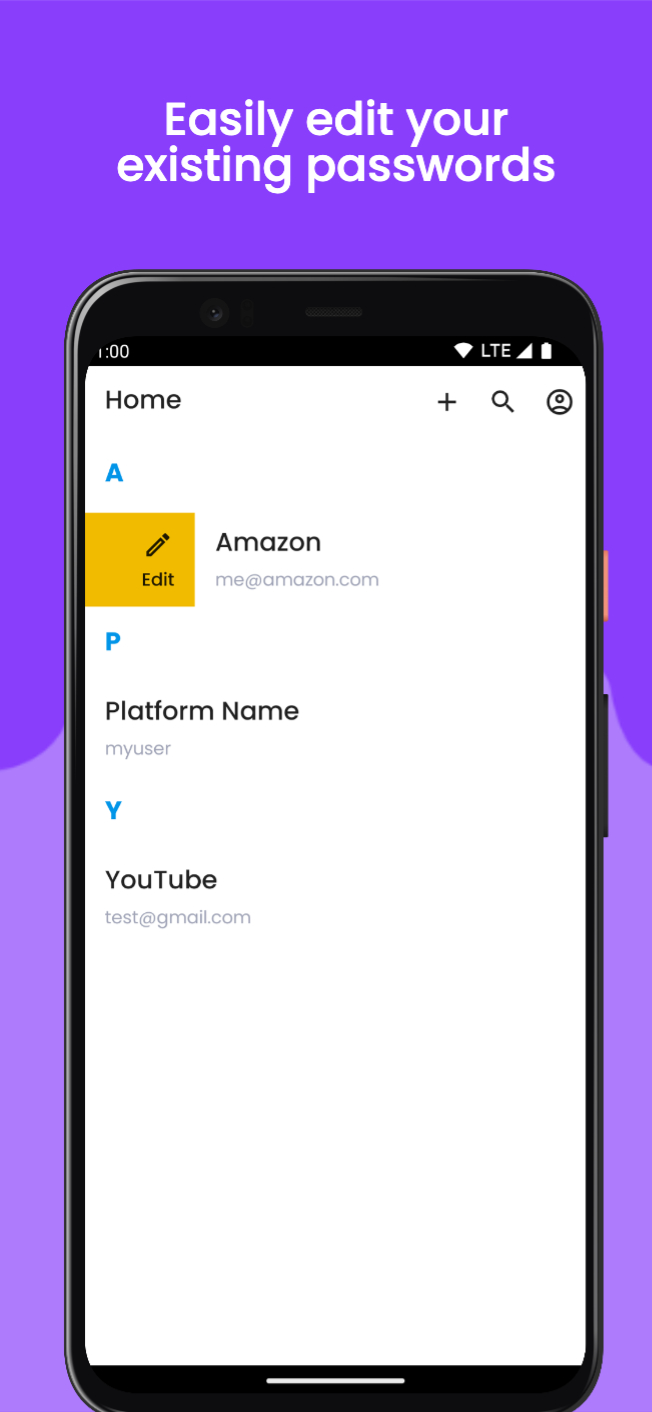 Easily edit your
existing passwords
1:00 LTE
Home
A
Amazon
Edit me@amazon.com
P
Platform Name
myuser
Y
YouTube
test@gmail.com